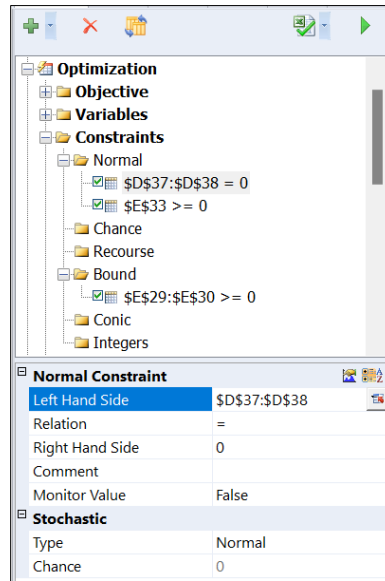 Optimization
Objective
Variables
Constraints
Normal
$D$37:$D$38 = 0
$E$33 >= 0
Chance
Recourse
Bound
$E$29:$E$30 >= 0
Conic
Integers
Normal Constraint
Left Hand Side $D$37:$D$38
Relation =
Right Hand Side 0
Comment
Monitor Value False
Stochastic
Type Normal
Chance 0